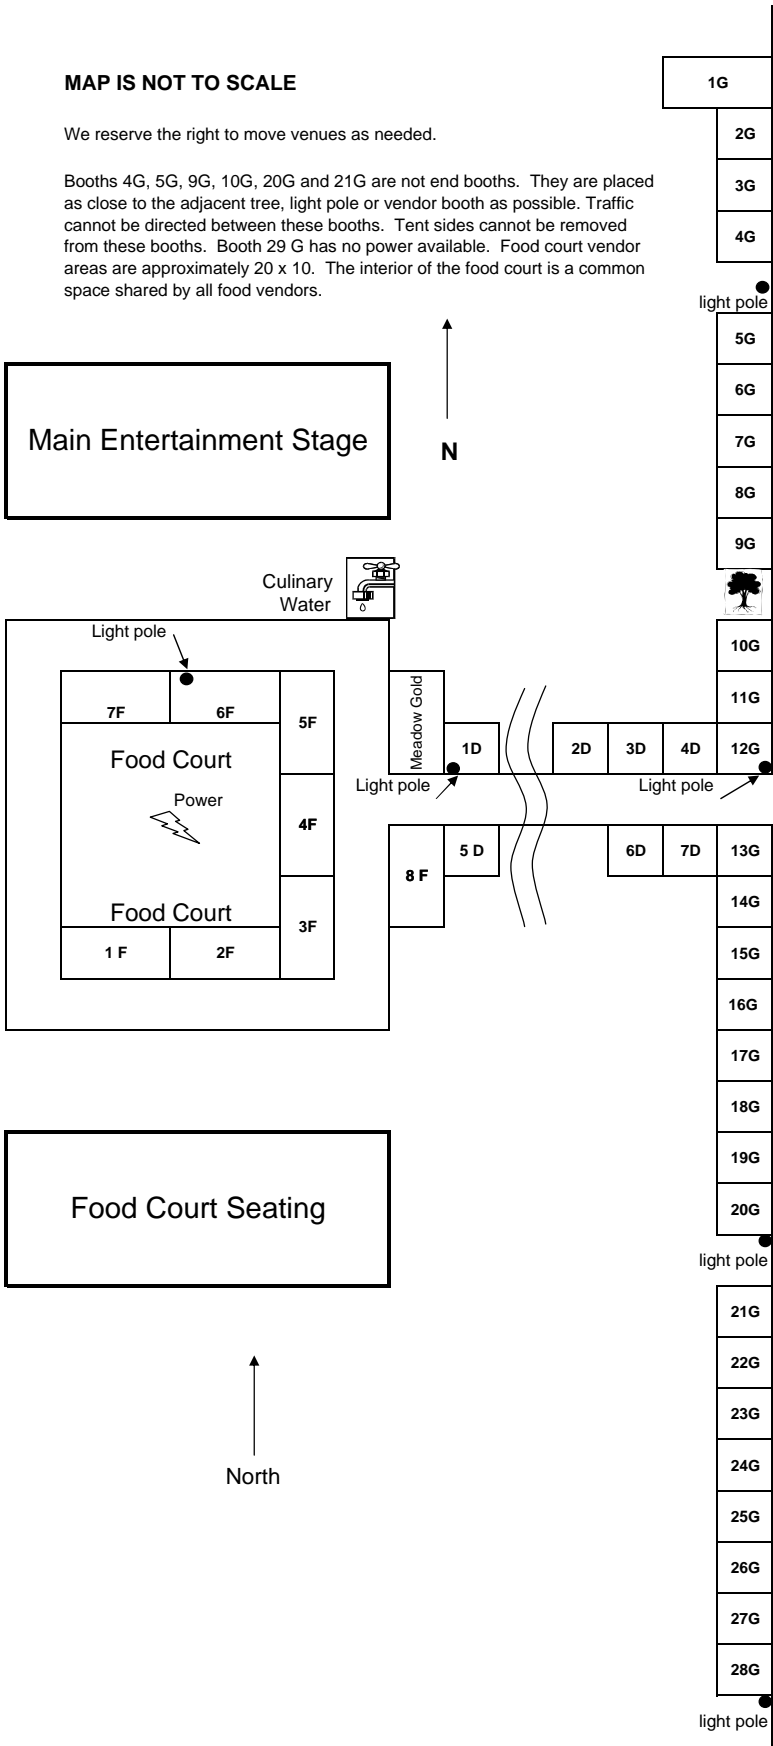 MAP IS NOT TO SCALE
1G
We reserve the right to move venues as needed.
2G
Booths 4G, 5G, 9G, 10G, 20G and 21G are not end booths.  They are placed
as close to the adjacent tree, light pole or vendor booth as possible. Traffic
cannot be directed between these booths.  Tent sides cannot be removed
from these booths.  Booth 29 G has no power available.  Food court vendor
areas are approximately 20 x 10.  The interior of the food court is a common
space shared by all food vendors.
3G
4G
light pole
5G
6G
Main Entertainment Stage
N
7G
8G
9G
Culinary
Water
Light pole
10G
11G
7F
6F
5F
Meadow Gold
1D
2D
3D
4D
12G
Food Court
Light pole
Light pole
Power
4F
5 D
6D
7D
13G
8 F
14G
Food Court
3F
1 F
2F
15G
16G
17G
18G
19G
Food Court Seating
20G
light pole
21G
22G
23G
24G
North
25G
26G
27G
28G
light pole